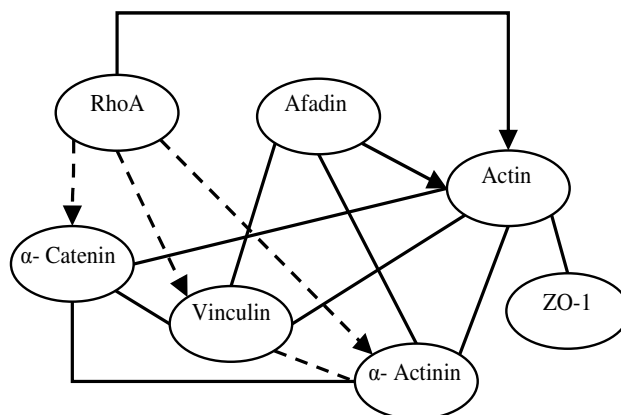 RhoA
Afadin
Actin
α- Catenin
Vinculin
ZO-1
α- Actinin